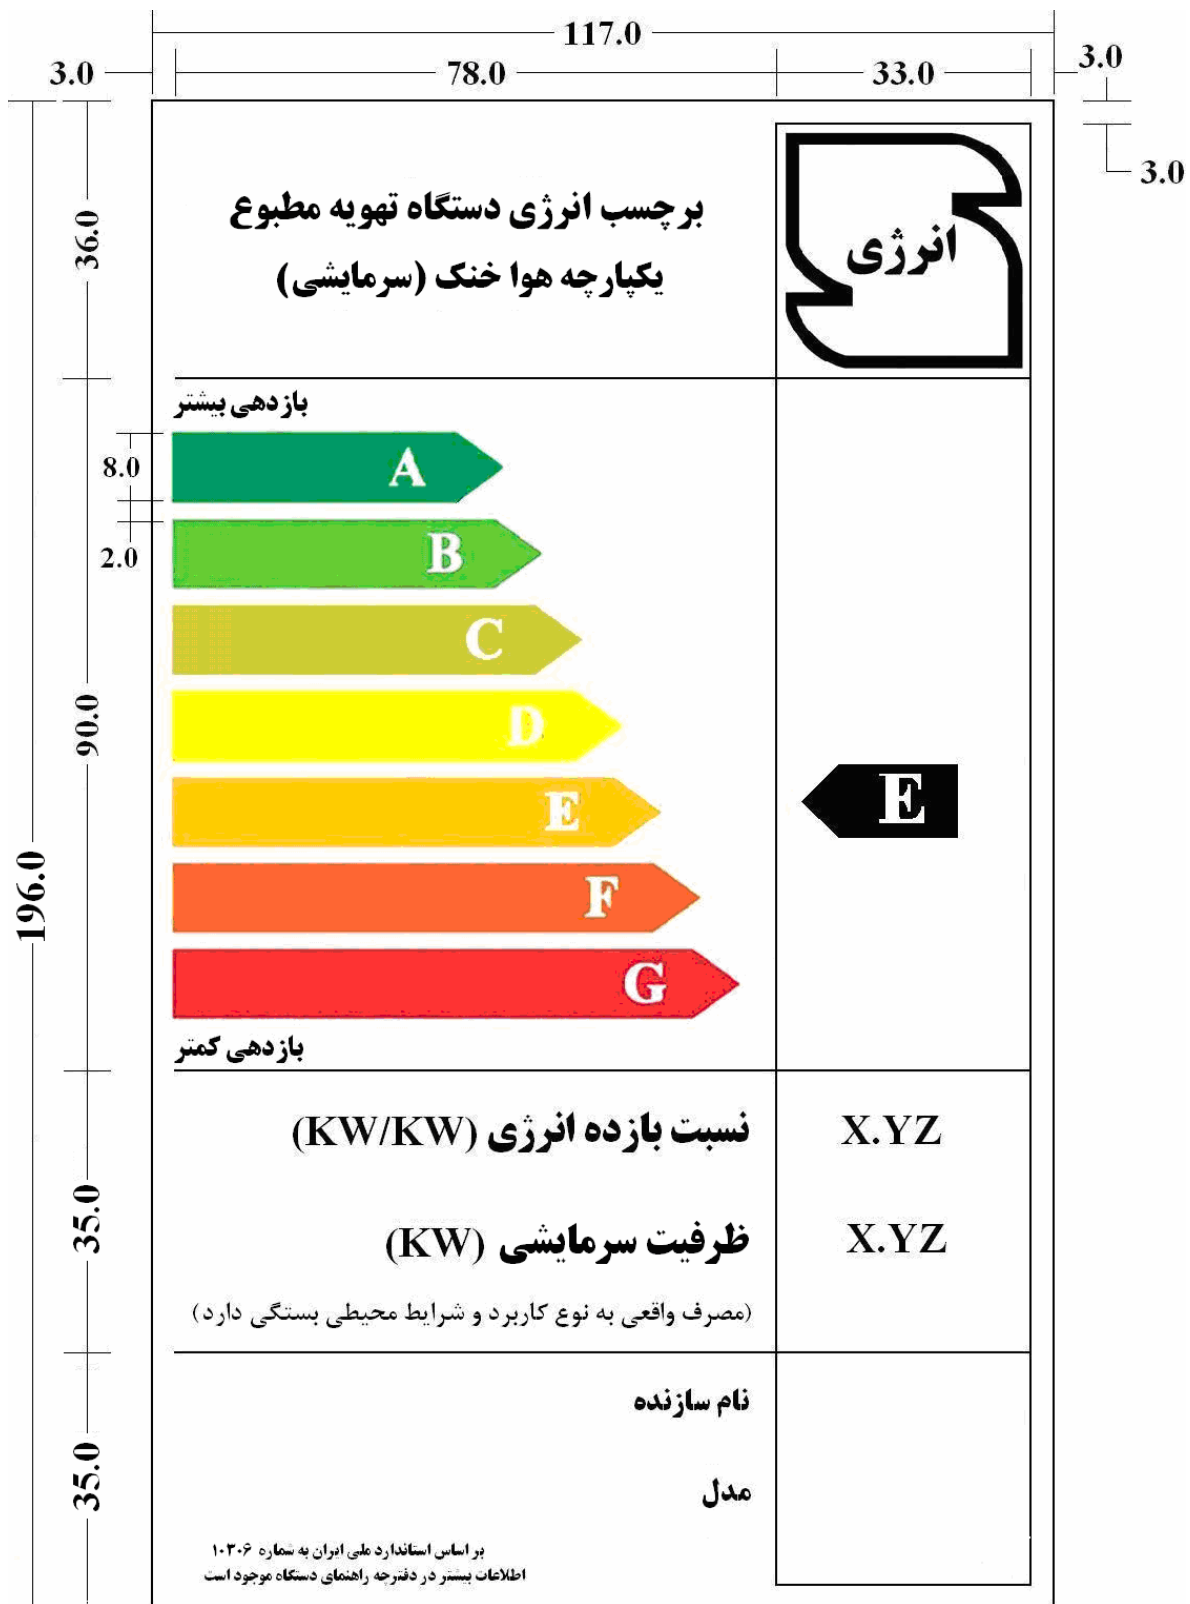 117.0
3.0
78.0
33.0
3.0
3.0
36.0
برچسب انرژی دستگاه تهویه مطبوع
یکپارچه هوا خنک (سرمایشی)
انرژی
بازدهی بیشتر
8.0
A
2.0
B
C
D
90.0
E
E
196.0
F
G
بازدهی کمتر
نسبت بازده انرژی (KW/KW)
X.YZ
35.0
ظرفیت سرمایشی (KW)
X.YZ
(مصرف واقعی به نوع کاربرد و شرایط محیطی بستگی دارد)
نام سازنده
35.0
مدل
بر اساس استاندارد ملی ایران به شماره ۱۰۳۰۶
اطلاعات بیشتر در دفترچه راهنمای دستگاه موجود است